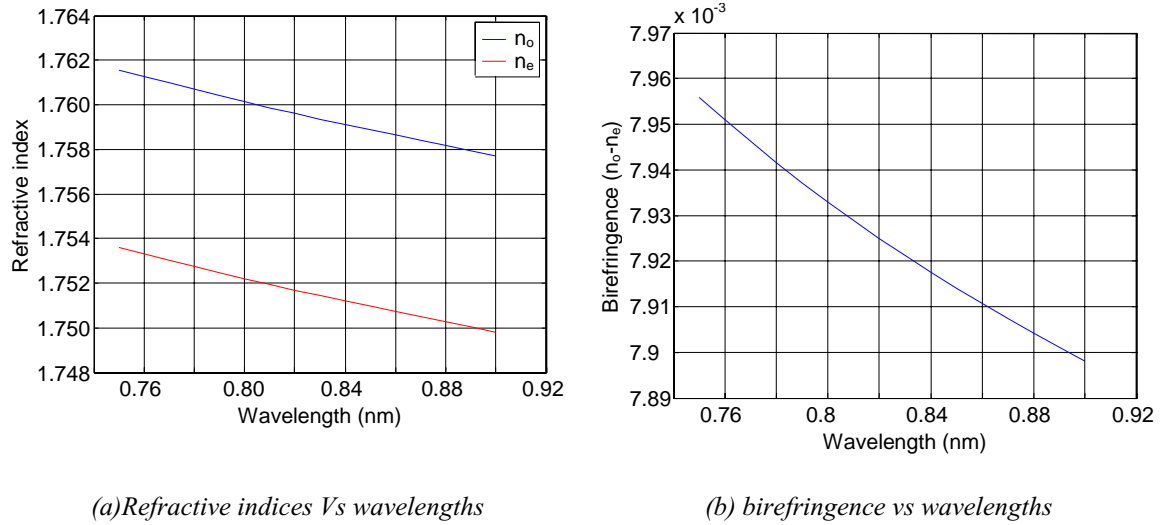 1.764
1.762
1.760
1.758
1.756
1.754
1.752
1.750
1.748
Refractive index
nₒ
nₑ
0.76 0.80 0.84 0.88 0.92
Wavelength (nm)
(a)Refractive indices Vs wavelengths
x 10⁻³
7.97
7.96
7.95
7.94
7.93
7.92
7.91
7.9
7.89
Birefringence (nₒ-nₑ)
0.76 0.8 0.84 0.88 0.92
Wavelength (nm)
(b) birefringence vs wavelengths